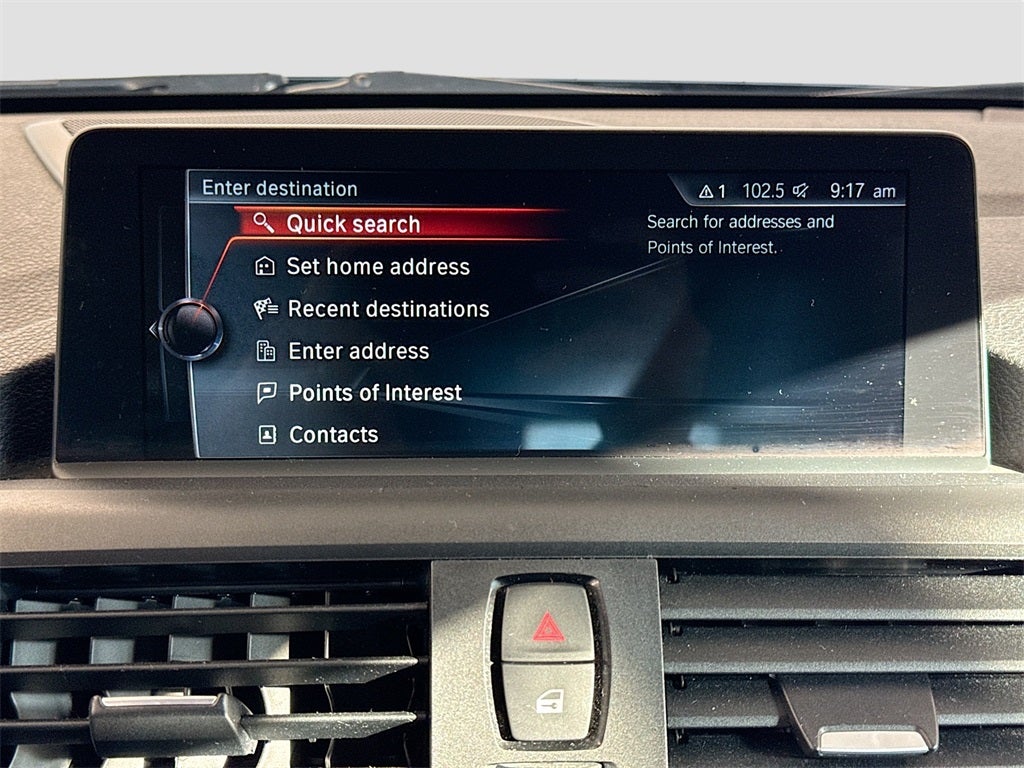 Enter destination
1 102.5 9:17 am
Quick search
Search for addresses and
Points of Interest.
Set home address
Recent destinations
Enter address
Points of Interest
Contacts